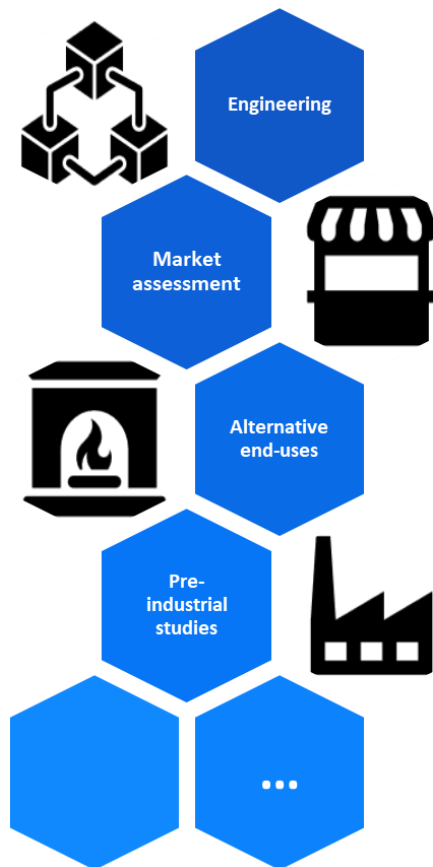 Engineering
Market
assessment
Alternative
end-uses
Pre-
industrial
studies
...